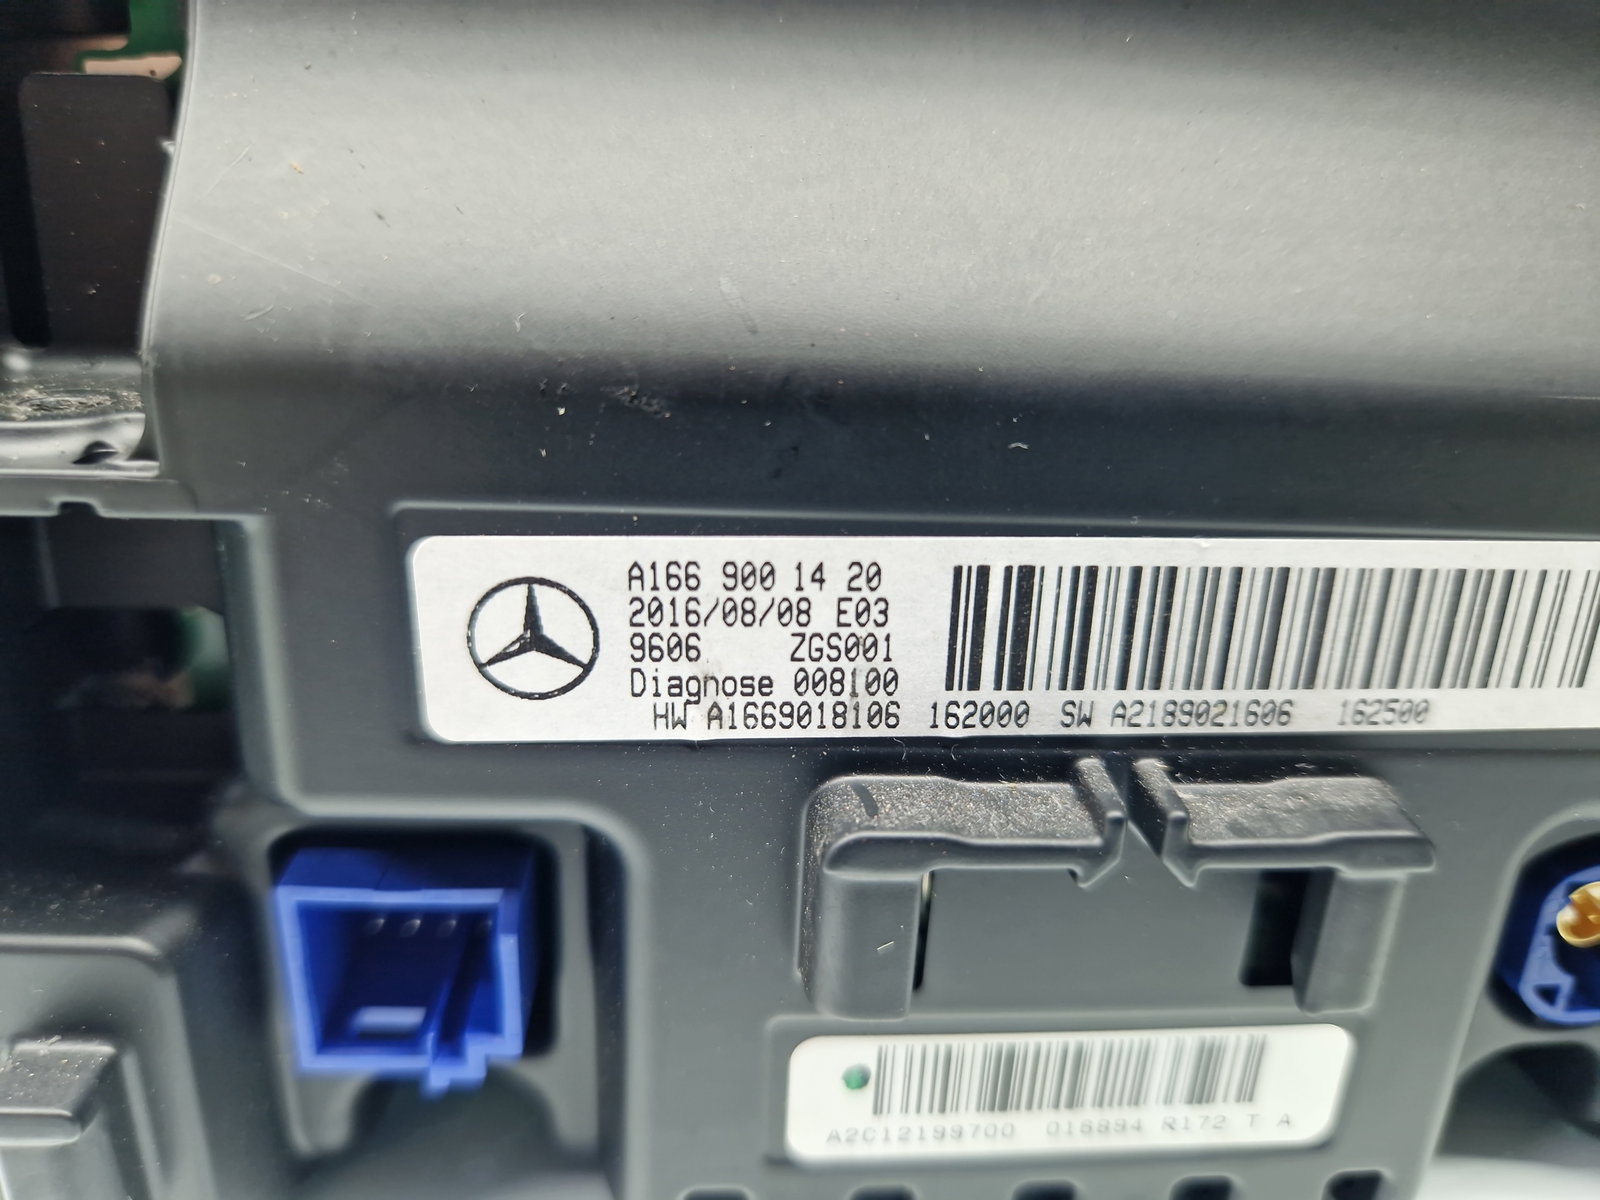 A166 900 14 20
2016/08/08 E03
9606 ZGS001
Diagnose 008100
HW A1669018106 162000 SW A2189021606 162500
A2C12199700 016894 R172 T A